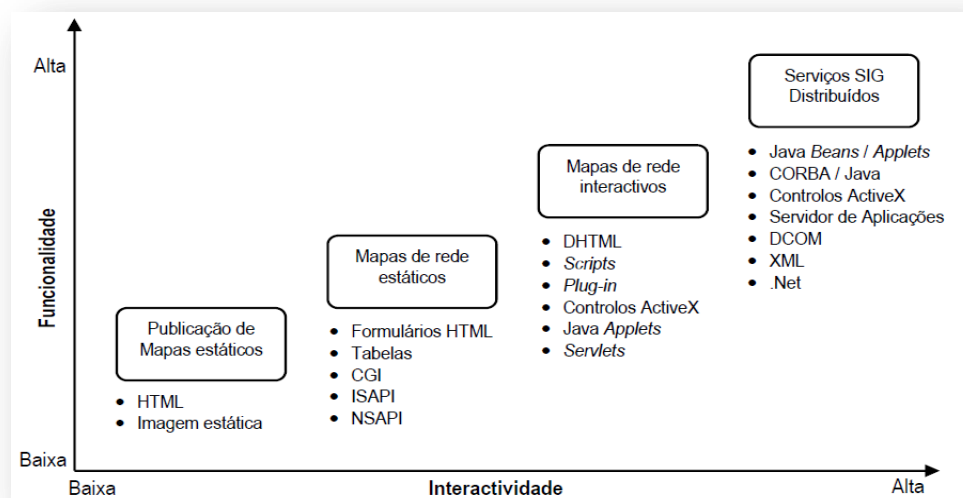 Alta
Funcionalidade
Baixa
Publicação de
Mapas estáticos
• HTML
• Imagem estática
Mapas de rede
estáticos
• Formulários HTML
• Tabelas
• CGI
• ISAPI
• NSAPI
Mapas de rede
interactivos
• DHTML
• Scripts
• Plug-in
• Controlos ActiveX
• Java Applets
• Servlets
Serviços SIG
Distribuídos
• Java Beans / Applets
• CORBA / Java
• Controlos ActiveX
• Servidor de Aplicações
• DCOM
• XML
• .Net
Baixa
Interactividade
Alta